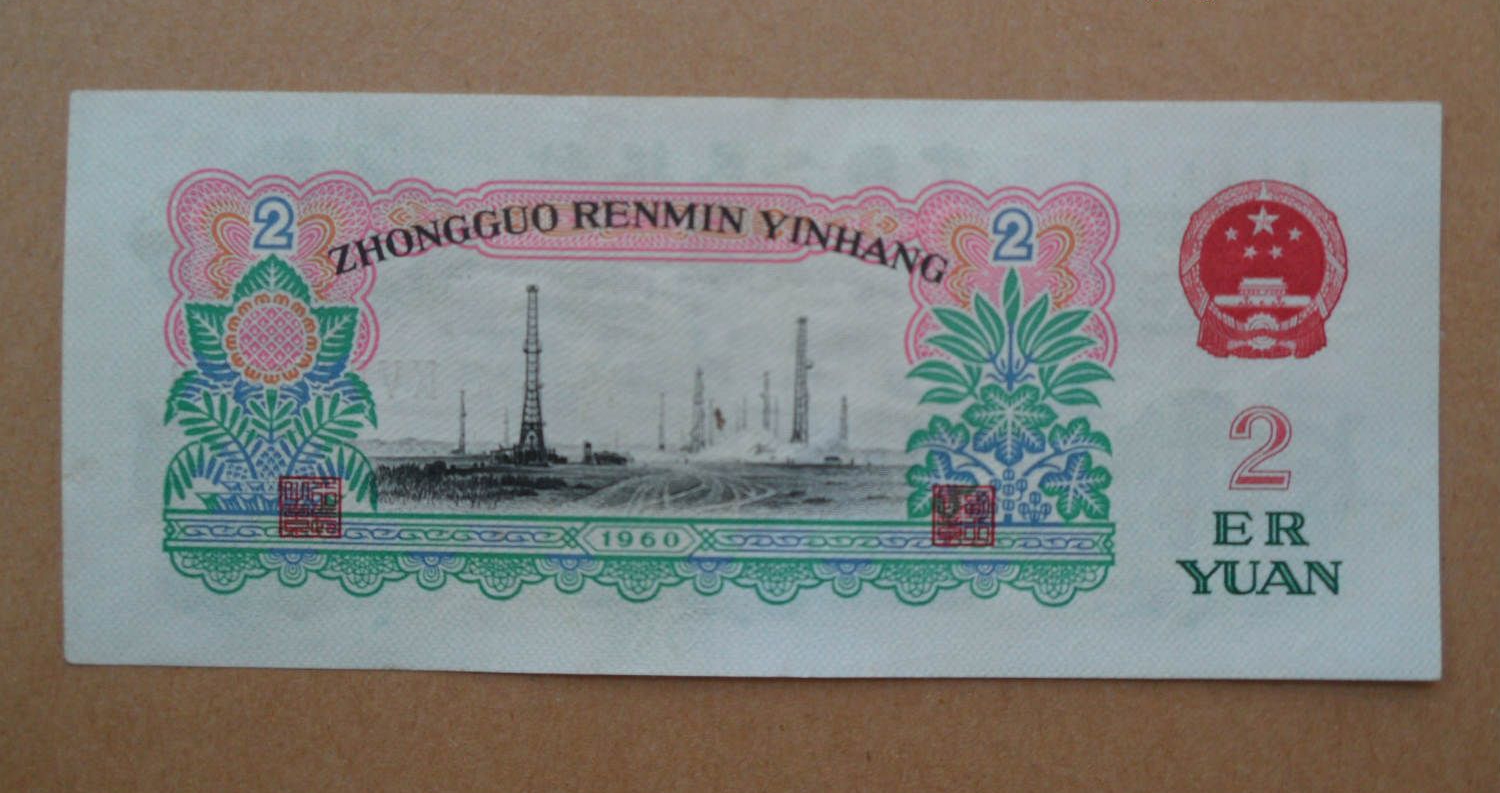 2
2
ZHONGGUO RENMIN YINHANG
1960
2
ER
YUAN